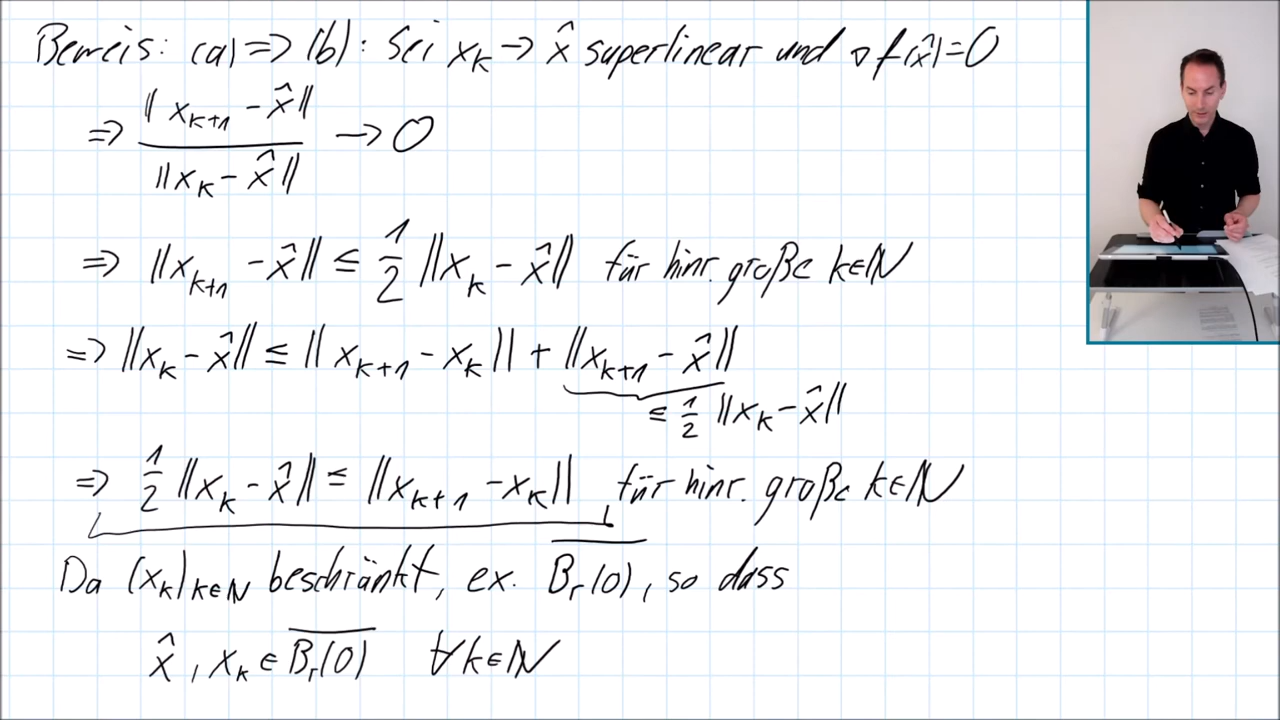 Beweis: (a) => (b): Sei x_k → x̂ superlinear und ∇f(x̂)=0
=> ‖x_{k+1} - x̂‖ / ‖x_k - x̂‖ → 0
=> ‖x_{k+1} - x̂‖ ≤ 1/2 ‖x_k - x̂‖ für hinr. große k∈ℕ
=> ‖x_k - x̂‖ ≤ ‖x_{k+1} - x_k‖ + ‖x_{k+1} - x̂‖
≤ 1/2 ‖x_k - x̂‖
=> 1/2 ‖x_k - x̂‖ ≤ ‖x_{k+1} - x_k‖ für hinr. große k∈ℕ
Da (x_k)_{k∈ℕ} beschränkt, ex. \overline{B_r(0)}, so dass
x̂, x_k ∈ \overline{B_r(0)} ∀k∈ℕ